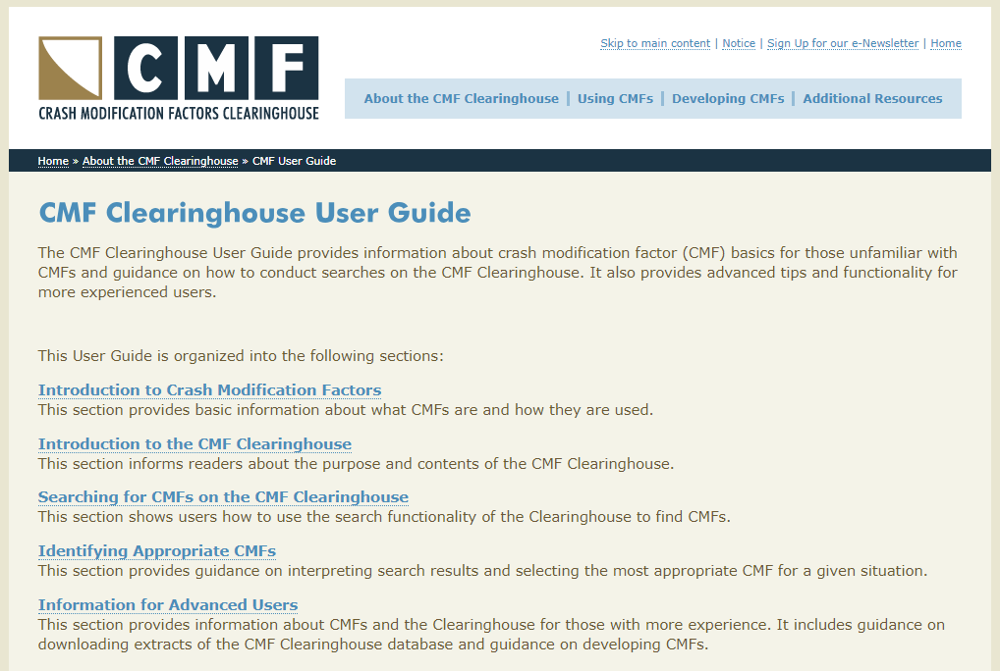 Skip to main content | Notice | Sign Up for our e-Newsletter | Home
CMF
CRASH MODIFICATION FACTORS CLEARINGHOUSE
About the CMF Clearinghouse | Using CMFs | Developing CMFs | Additional Resources
Home » About the CMF Clearinghouse » CMF User Guide
CMF Clearinghouse User Guide
The CMF Clearinghouse User Guide provides information about crash modification factor (CMF) basics for those unfamiliar with
CMFs and guidance on how to conduct searches on the CMF Clearinghouse. It also provides advanced tips and functionality for
more experienced users.
This User Guide is organized into the following sections:
Introduction to Crash Modification Factors
This section provides basic information about what CMFs are and how they are used.
Introduction to the CMF Clearinghouse
This section informs readers about the purpose and contents of the CMF Clearinghouse.
Searching for CMFs on the CMF Clearinghouse
This section shows users how to use the search functionality of the Clearinghouse to find CMFs.
Identifying Appropriate CMFs
This section provides guidance on interpreting search results and selecting the most appropriate CMF for a given situation.
Information for Advanced Users
This section provides information about CMFs and the Clearinghouse for those with more experience. It includes guidance on
downloading extracts of the CMF Clearinghouse database and guidance on developing CMFs.